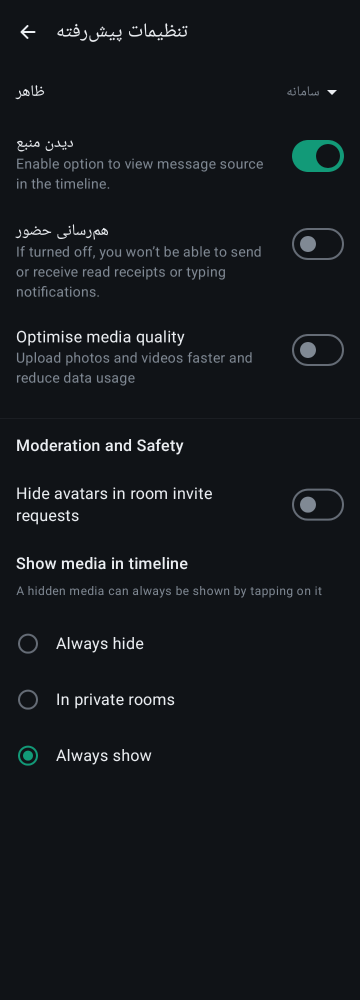 تنظیمات پیش‌رفته
ظاهر
سامانه
دیدن منبع
Enable option to view message source
in the timeline.
هم‌رسانی حضور
If turned off, you won’t be able to send
or receive read receipts or typing
notifications.
Optimise media quality
Upload photos and videos faster and
reduce data usage
Moderation and Safety
Hide avatars in room invite
requests
Show media in timeline
A hidden media can always be shown by tapping on it
Always hide
In private rooms
Always show